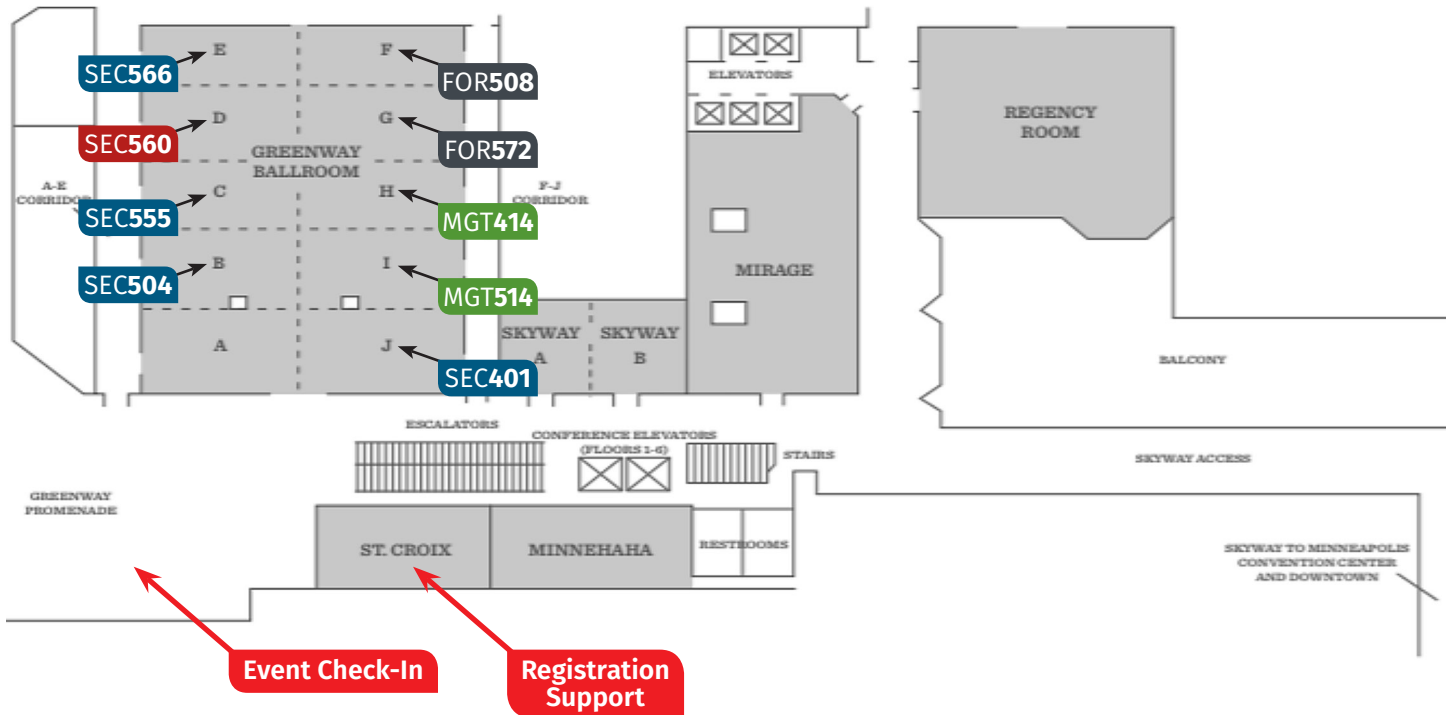 E
F
SEC566
FOR508
ELEVATORS
D
G
SEC560
FOR572
REGENCY
ROOM
GREENWAY
BALLROOM
A-E
CORRIDOR
C
H
F-J
CORRIDOR
SEC555
MGT414
B
I
SEC504
MGT514
MIRAGE
A
J
SEC401
SKYWAY
A
SKYWAY
B
BALCONY
ESCALATORS
CONFERENCE ELEVATORS
(FLOORS 1-6)
STAIRS
SKYWAY ACCESS
GREENWAY
PROMENADE
ST. CROIX
MINNEHAHA
RESTROOMS
SKYWAY TO MINNEAPOLIS
CONVENTION CENTER
AND DOWNTOWN
Event Check-In
Registration
Support